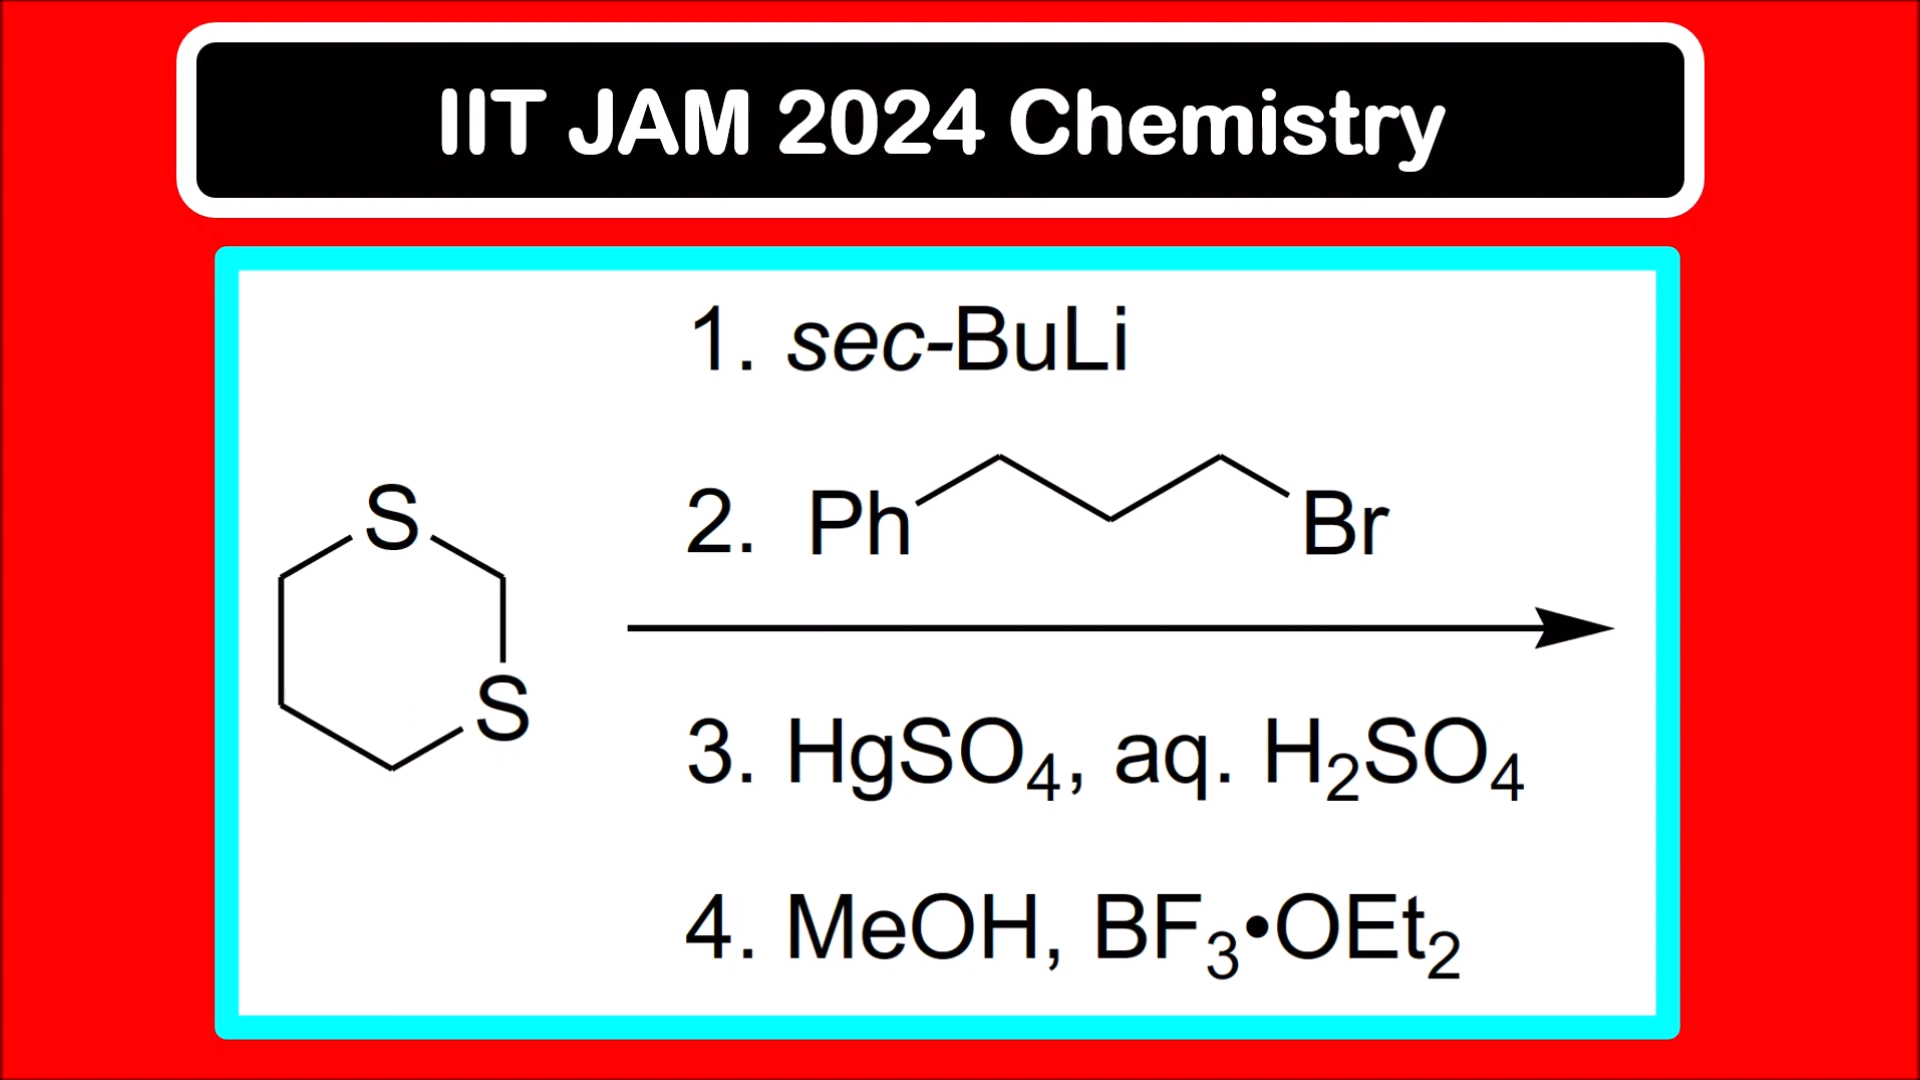 IIT JAM 2024 Chemistry
1. sec-BuLi
2. Ph Br
S
S
3. HgSO₄, aq. H₂SO₄
4. MeOH, BF₃•OEt₂